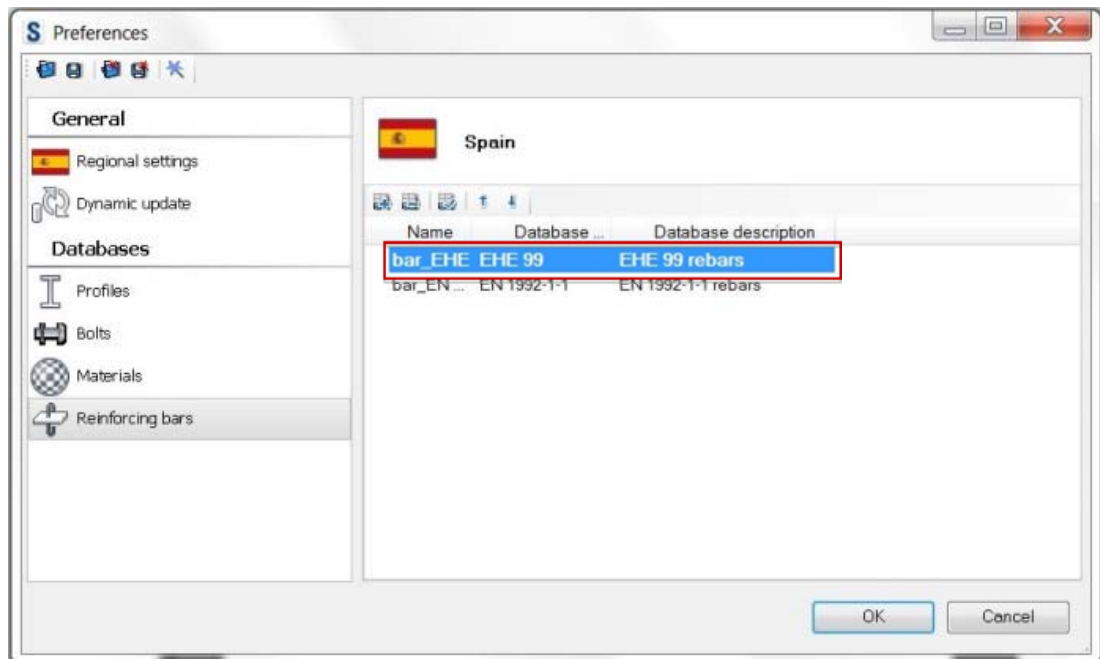 S Preferences
General
Regional settings
Dynamic update
Databases
Profiles
Bolts
Materials
Reinforcing bars
Spain
Name Database ... Database description
bar_EHE EHE 99 EHE 99 rebars
bar_EN ... EN 1992-1-1 EN 1992-1-1 rebars
OK Cancel